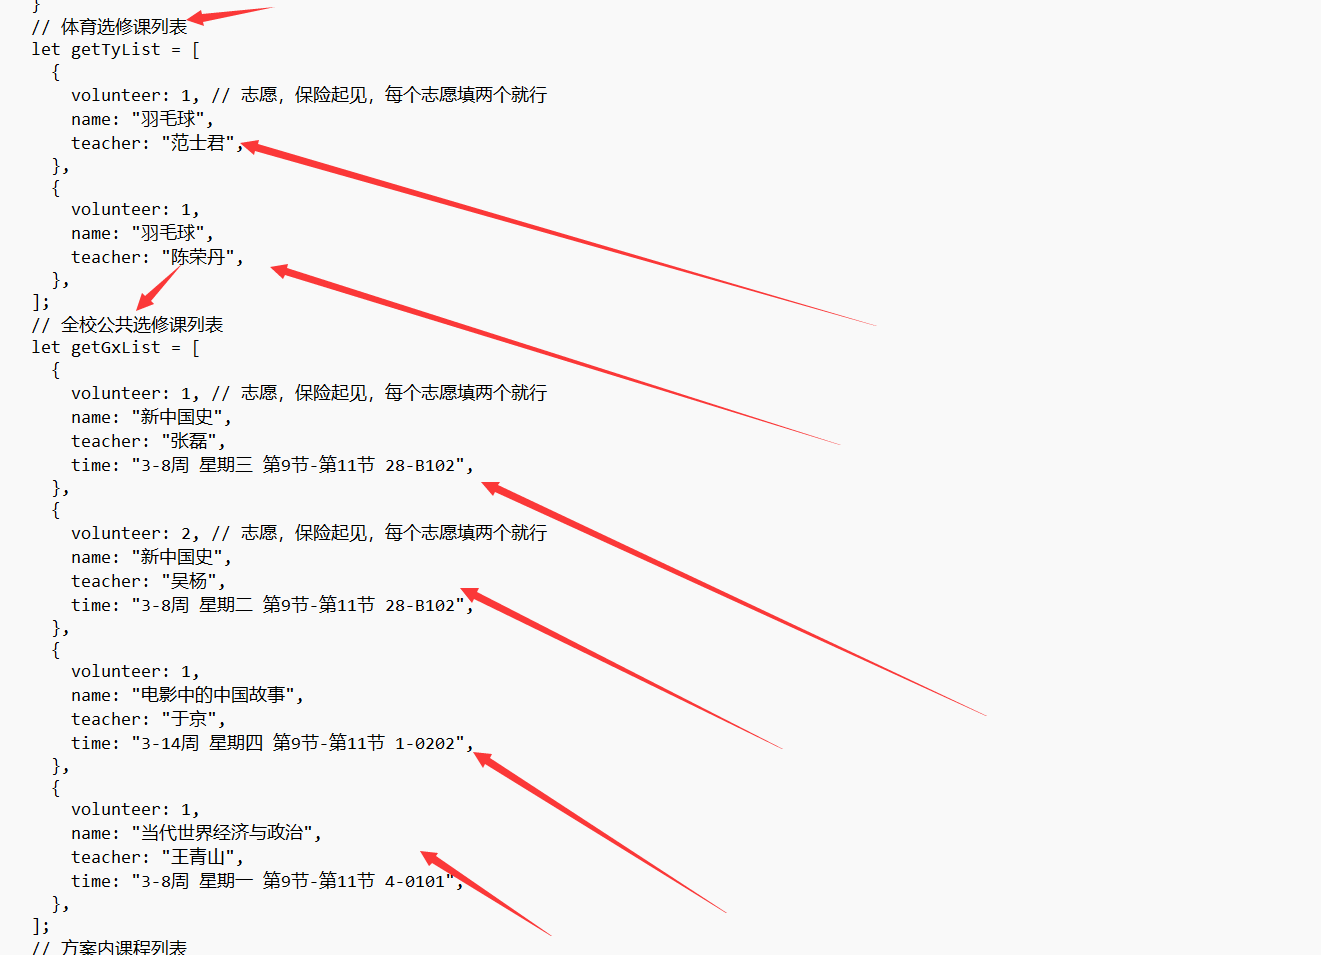 }
// 体育选修课列表
let getTyList = [
{
volunteer: 1, // 志愿，保险起见，每个志愿填两个就行
name: "羽毛球",
teacher: "范士君",
},
{
volunteer: 1,
name: "羽毛球",
teacher: "陈荣丹",
},
];
// 全校公共选修课列表
let getGxList = [
{
volunteer: 1, // 志愿，保险起见，每个志愿填两个就行
name: "新中国史",
teacher: "张磊",
time: "3-8周 星期三 第9节-第11节 28-B102",
},
{
volunteer: 2, // 志愿，保险起见，每个志愿填两个就行
name: "新中国史",
teacher: "吴杨",
time: "3-8周 星期二 第9节-第11节 28-B102",
},
{
volunteer: 1,
name: "电影中的中国故事",
teacher: "于京",
time: "3-14周 星期四 第9节-第11节 1-0202",
},
{
volunteer: 1,
name: "当代世界经济与政治",
teacher: "王青山",
time: "3-8周 星期一 第9节-第11节 4-0101",
},
];
// 方案内课程列表